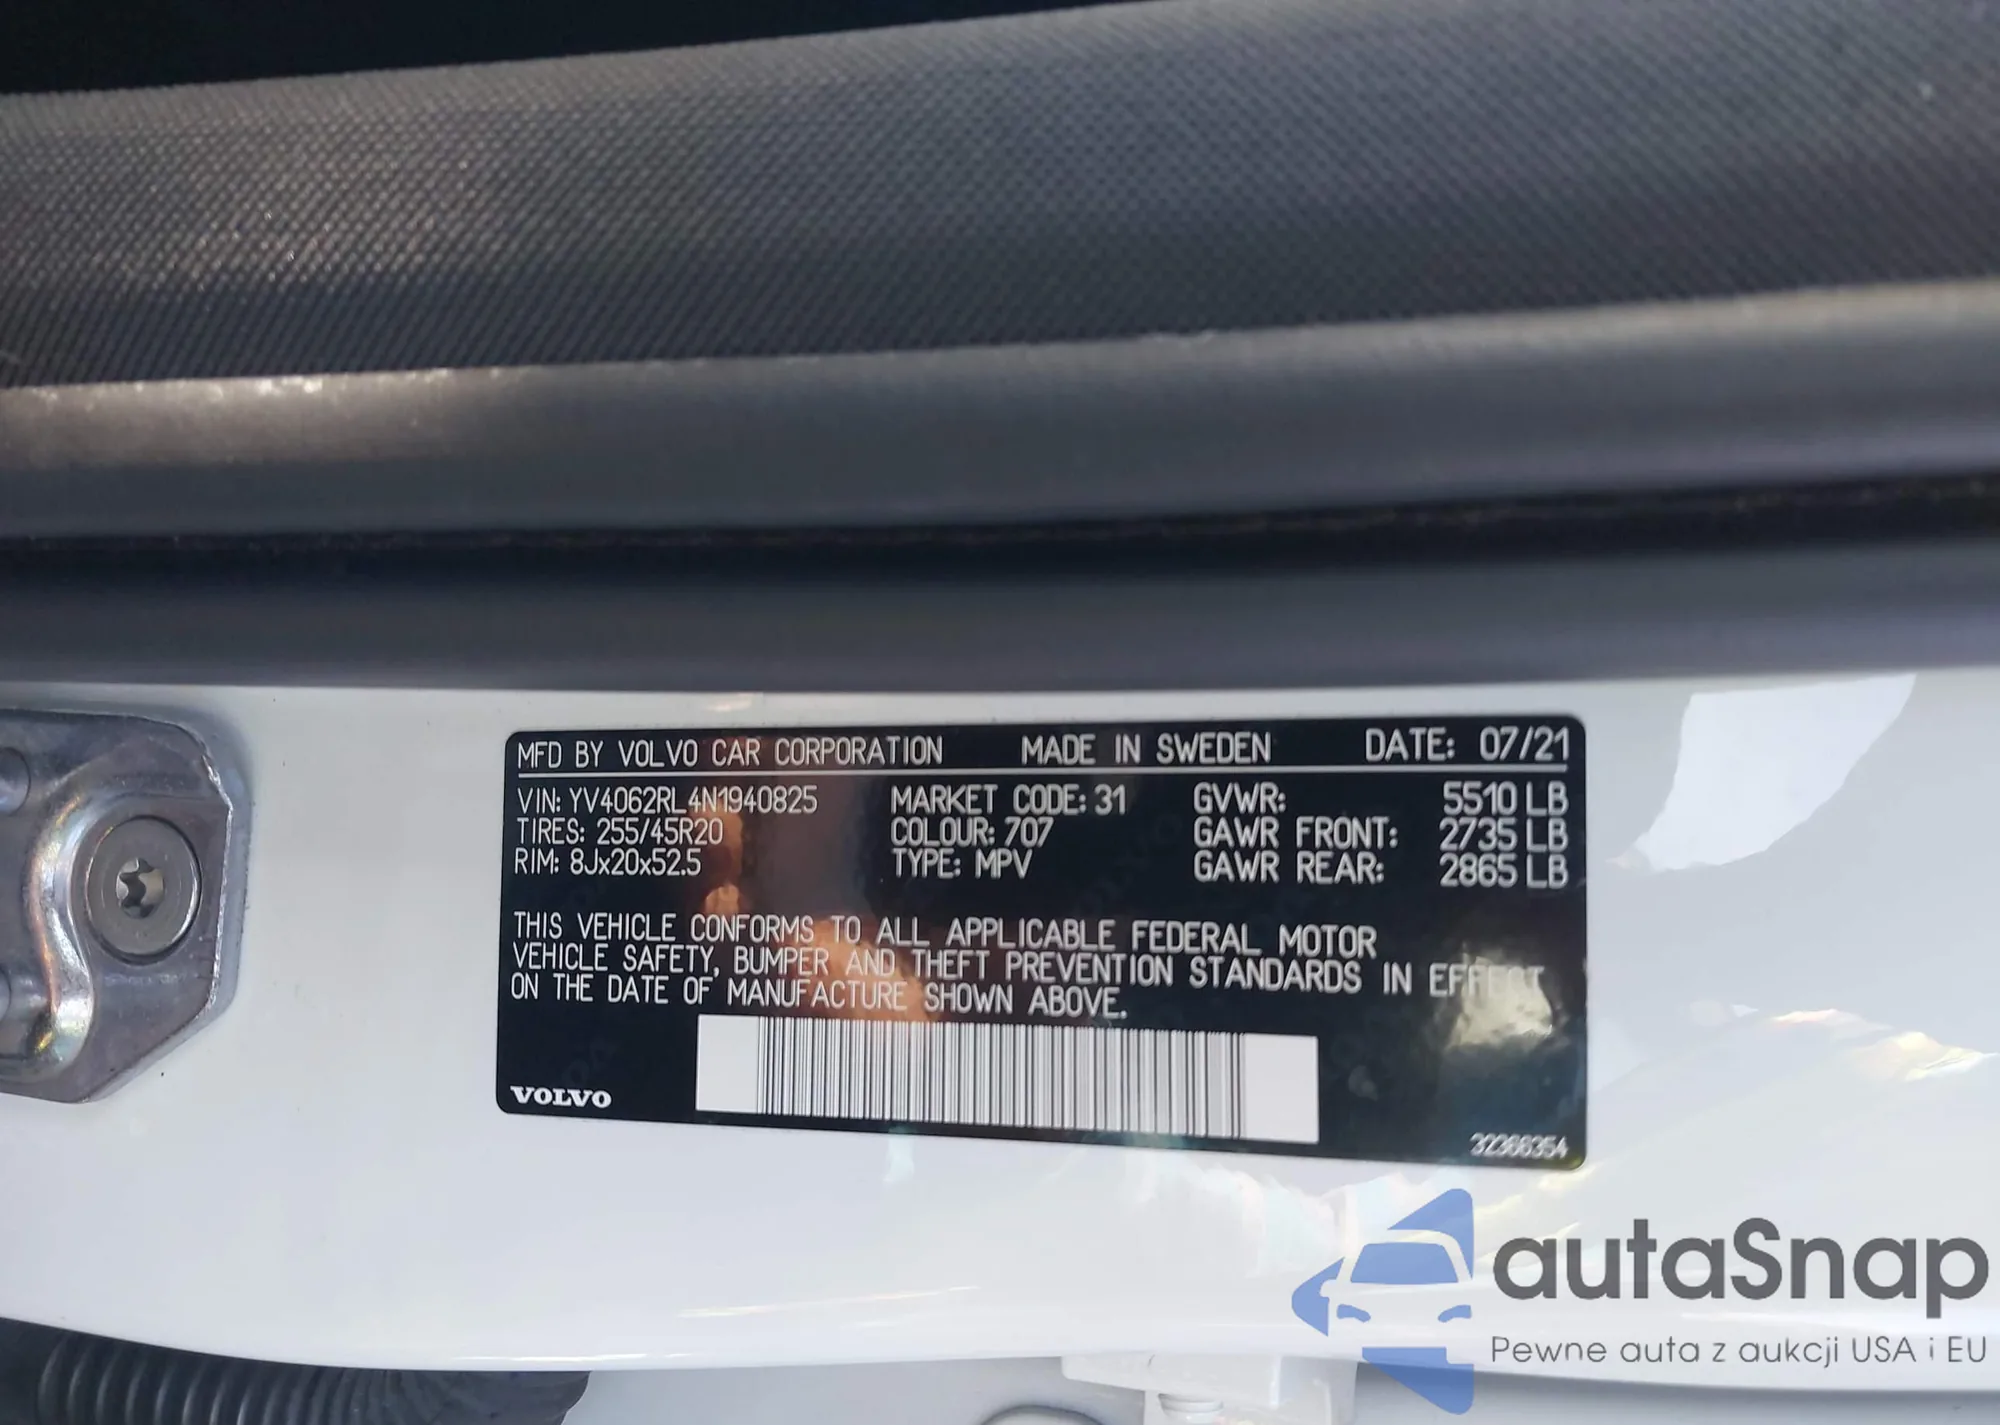 MFD BY VOLVO CAR CORPORATION MADE IN SWEDEN DATE: 07/21
VIN: YV4062RL4N1940825 MARKET CODE: 31 GVWR: 5510 LB
TIRES: 255/45R20 COLOUR: 707 GAWR FRONT: 2735 LB
RIM: 8Jx20x52.5 TYPE: MPV GAWR REAR: 2865 LB
THIS VEHICLE CONFORMS TO ALL APPLICABLE FEDERAL MOTOR
VEHICLE SAFETY, BUMPER AND THEFT PREVENTION STANDARDS IN EFFECT
ON THE DATE OF MANUFACTURE SHOWN ABOVE.
VOLVO
32366354
autaSnap
Pewne auta z aukcji USA i EU